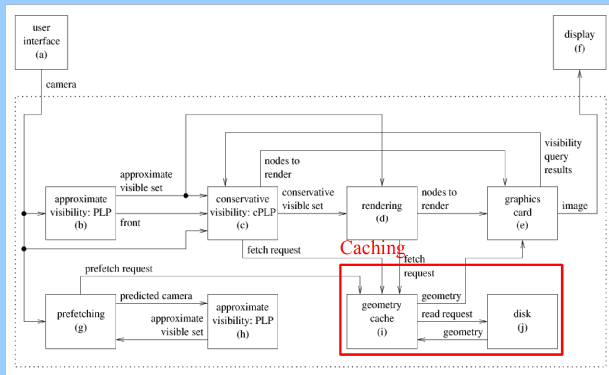 user
interface
(a)
display
(f)
camera
approximate
visible set
nodes to
render
visibility
query
results
approximate
visibility: PLP
(b)
front
conservative
visibility: cPLP
(c)
conservative
visible set
rendering
(d)
nodes to
render
graphics
card
(e)
image
fetch request
Caching
fetch
request
prefetch request
prefetching
(g)
predicted camera
approximate
visible set
approximate
visibility: PLP
(h)
geometry
cache
(i)
geometry
read request
geometry
disk
(j)